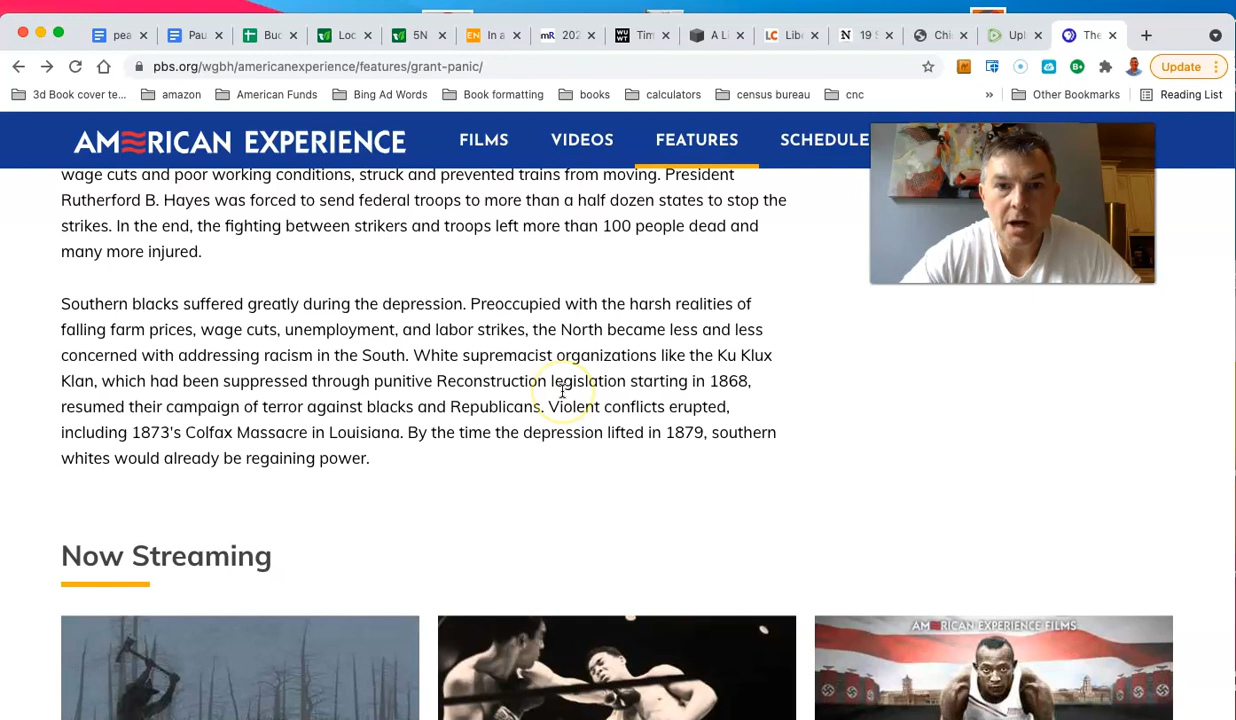 pea
Pau
Buc
Loc
5N
In a
mR 202
WU WT Tim
A L
LC Lib
N 19 S
Chi
Upl
The
pbs.org/wgbh/americanexperience/features/grant-panic/
Update
3d Book cover te...
amazon
American Funds
Bing Ad Words
Book formatting
books
calculators
census bureau
cnc
»
Other Bookmarks
Reading List
AMERICAN EXPERIENCE
FILMS
VIDEOS
FEATURES
SCHEDULE
wage cuts and poor working conditions, struck and prevented trains from moving. President
Rutherford B. Hayes was forced to send federal troops to more than a half dozen states to stop the
strikes. In the end, the fighting between strikers and troops left more than 100 people dead and
many more injured.
Southern blacks suffered greatly during the depression. Preoccupied with the harsh realities of
falling farm prices, wage cuts, unemployment, and labor strikes, the North became less and less
concerned with addressing racism in the South. White supremacist organizations like the Ku Klux
Klan, which had been suppressed through punitive Reconstruction legislation starting in 1868,
resumed their campaign of terror against blacks and Republicans. Violent conflicts erupted,
including 1873's Colfax Massacre in Louisiana. By the time the depression lifted in 1879, southern
whites would already be regaining power.
Now Streaming
AMERICAN EXPERIENCE FILMS